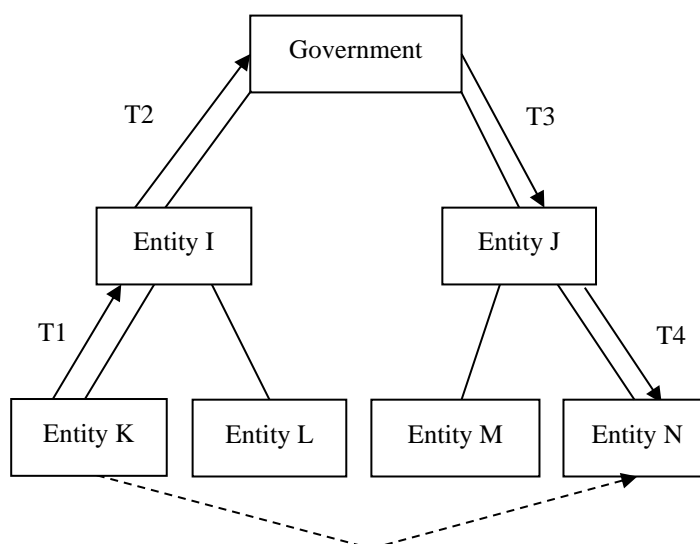 Government
T2
T3
Entity I
Entity J
T1
T4
Entity K
Entity L
Entity M
Entity N